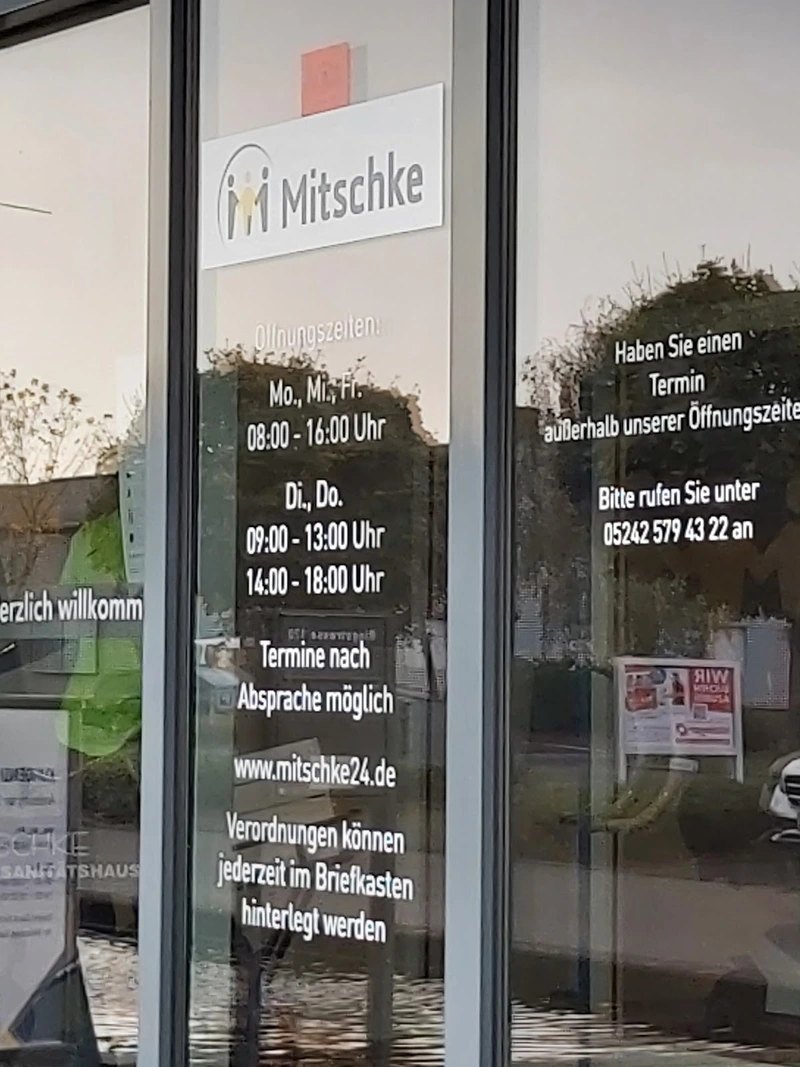 Mitschke
Öffnungszeiten:
Mo., Mi., Fr.
08:00 - 16:00 Uhr
Di., Do.
09:00 - 13:00 Uhr
14:00 - 18:00 Uhr
Termine nach
Absprache möglich
www.mitschke24.de
Verordnungen können
jederzeit im Briefkasten
hinterlegt werden
Haben Sie einen
Termin
außerhalb unserer Öffnungszeite
Bitte rufen Sie unter
05242 579 43 22 an
erzlich willkomm
SCHKE
SANITÄTSHAUS
WIR